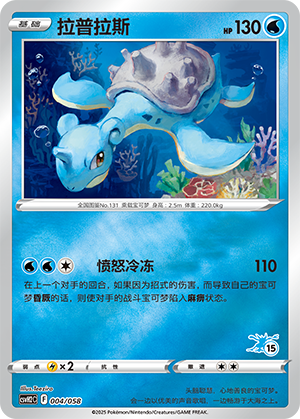 基础 拉普拉斯 HP 130
全国图鉴No.131 乘载宝可梦 身高：2.5m 体重：220.0kg
愤怒冷冻 110
在上一个对手的回合，如果因为招式的伤害，而导致自己的宝可
梦昏厥的话，则使对手的战斗宝可梦陷入麻痹状态。
15
弱点 ×2 抗性 撤退
Illus.Teeziro
CSVM2C F 004/058
头脑聪慧、心地善良的宝可梦。
会一边以优美的声音歌唱，一边畅游于大海之上。
©2025 Pokémon/Nintendo/Creatures/GAME FREAK.